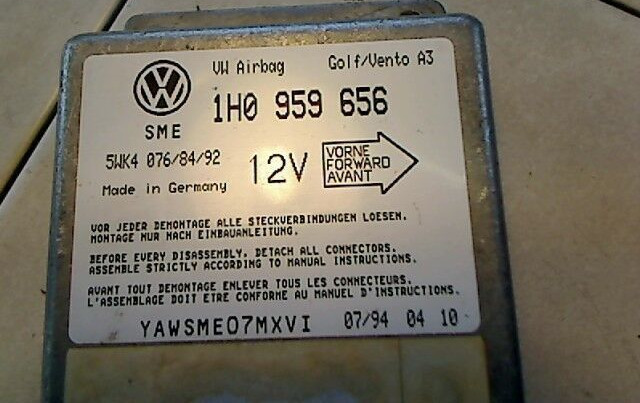 VW Airbag Golf/Vento A3
1H0 959 656
SME
5WK4 076/84/92
12V
VORNE
FORWARD
AVANT
Made in Germany
VOR JEDER DEMONTAGE ALLE STECKVERBINDUNGEN LOESEN.
MONTAGE NUR NACH EINBAUANLEITUNG.
BEFORE EVERY DISASSEMBLY, DETACH ALL CONNECTORS.
ASSEMBLE STRICTLY ACCORDING TO MANUAL INSTRUCTIONS.
AVANT TOUT DEMONTAGE ENLEVER TOUS LES CONNECTEURS.
L'ASSEMBLAGE DOIT ETRE CONFORME AU MANUEL D'INSTRUCTIONS.
YAWSME07MXVI 07/94 04 10